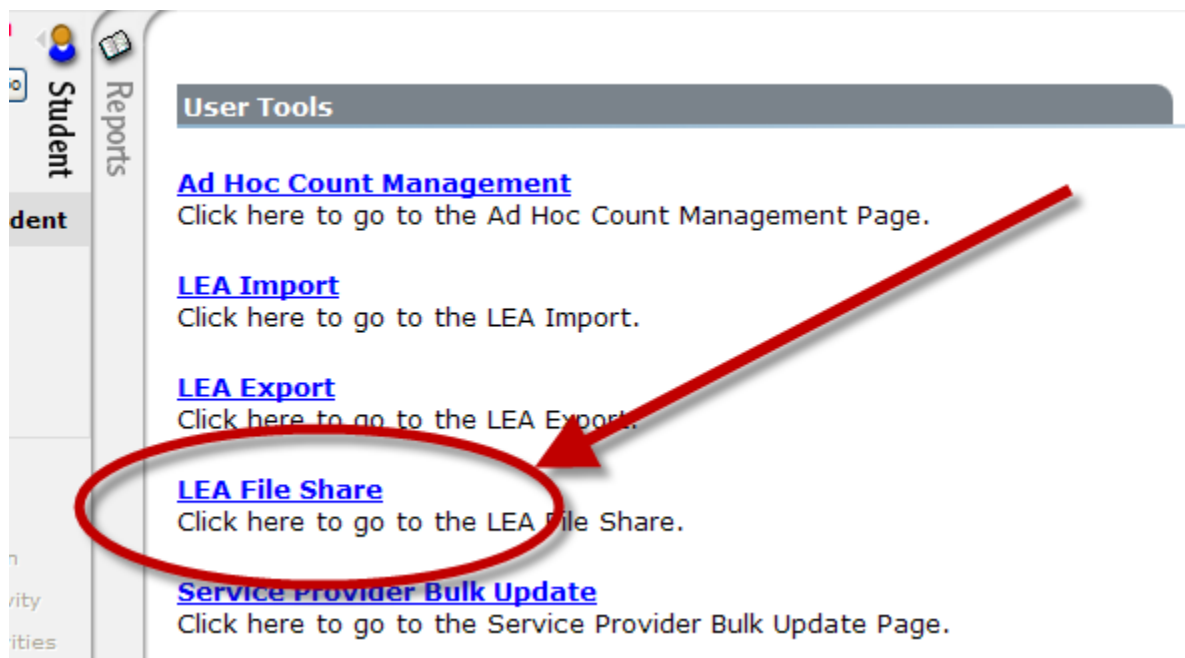 Student
Reports
dent
User Tools
Ad Hoc Count Management
Click here to go to the Ad Hoc Count Management Page.
LEA Import
Click here to go to the LEA Import.
LEA Export
Click here to go to the LEA Export.
LEA File Share
Click here to go to the LEA File Share.
Service Provider Bulk Update
Click here to go to the Service Provider Bulk Update Page.
vity
ities